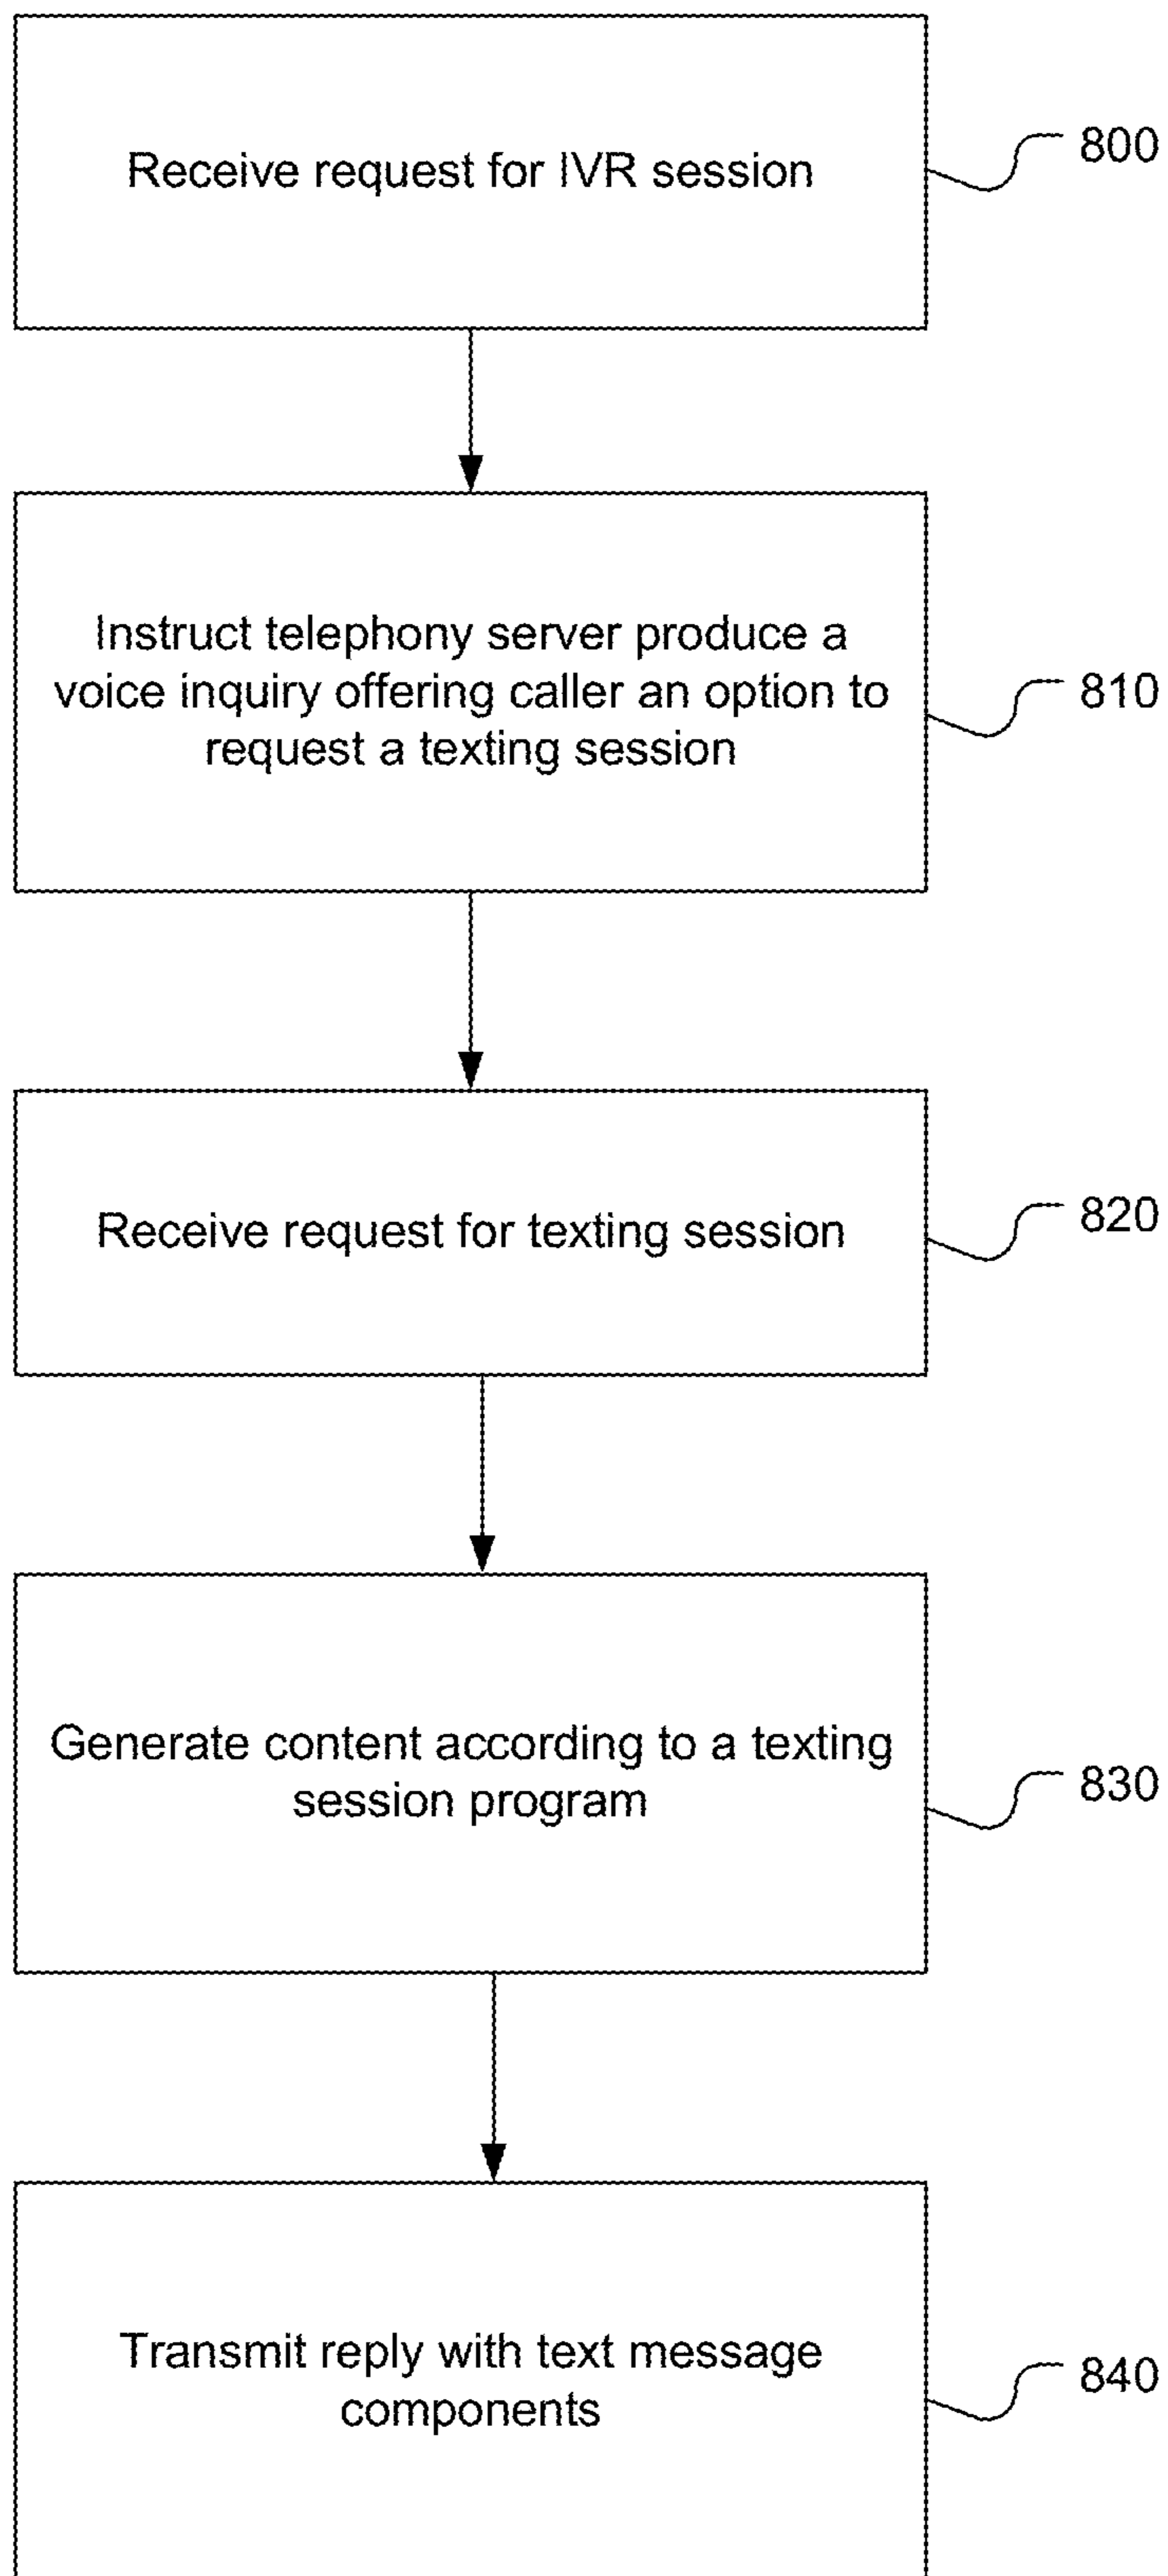 Receive request for IVR session
800
Instruct telephony server produce a
voice inquiry offering caller an option to
request a texting session
810
Receive request for texting session
820
Generate content according to a texting
session program
830
Transmit reply with text message
components
840